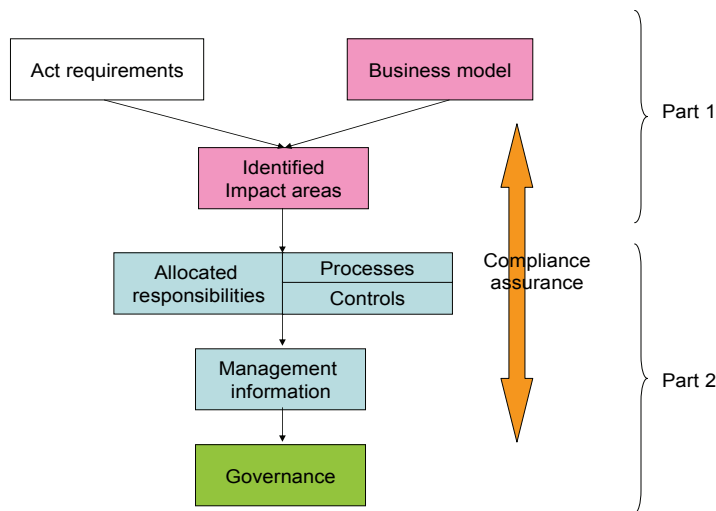 Act requirements
Business model
Part 1
Identified
Impact areas
Allocated
responsibilities
Processes
Controls
Compliance
assurance
Management
information
Part 2
Governance